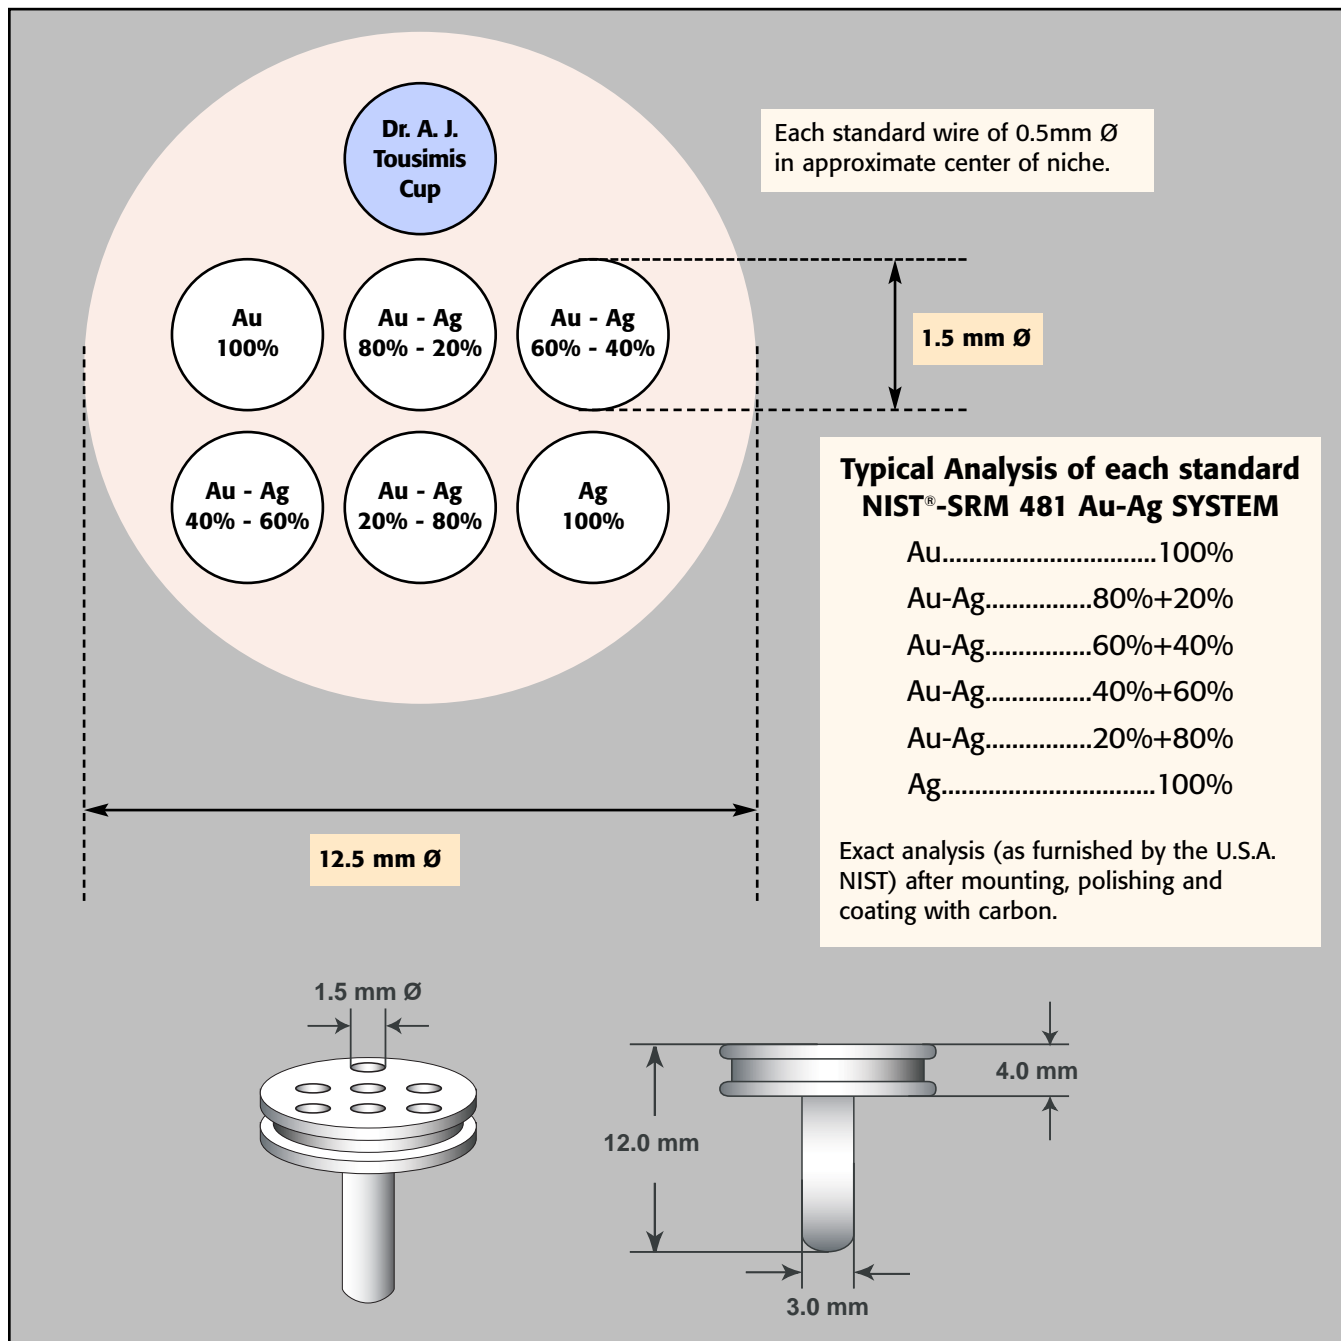 Dr. A. J.
Tousimis
Cup
Each standard wire of 0.5mm Ø
in approximate center of niche.
Au
100%
Au - Ag
80% - 20%
Au - Ag
60% - 40%
1.5 mm Ø
Au - Ag
40% - 60%
Au - Ag
20% - 80%
Ag
100%
Typical Analysis of each standard
NIST®-SRM 481 Au-Ag SYSTEM
Au.............................100%
Au-Ag................80%+20%
Au-Ag................60%+40%
Au-Ag................40%+60%
Au-Ag................20%+80%
Ag.............................100%
Exact analysis (as furnished by the U.S.A.
NIST) after mounting, polishing and
coating with carbon.
12.5 mm Ø
1.5 mm Ø
4.0 mm
12.0 mm
3.0 mm